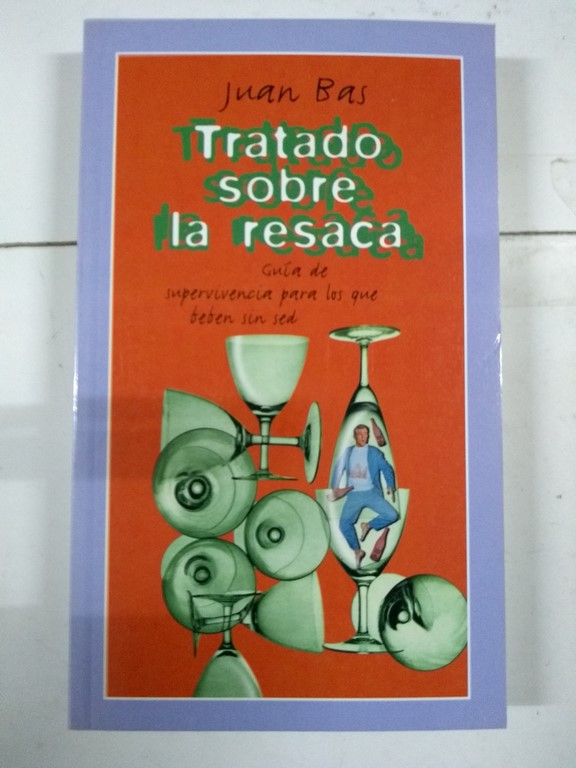 Juan Bas
Tratado
sobre
la resaca
Guía de
supervivencia para los que
beben sin sed